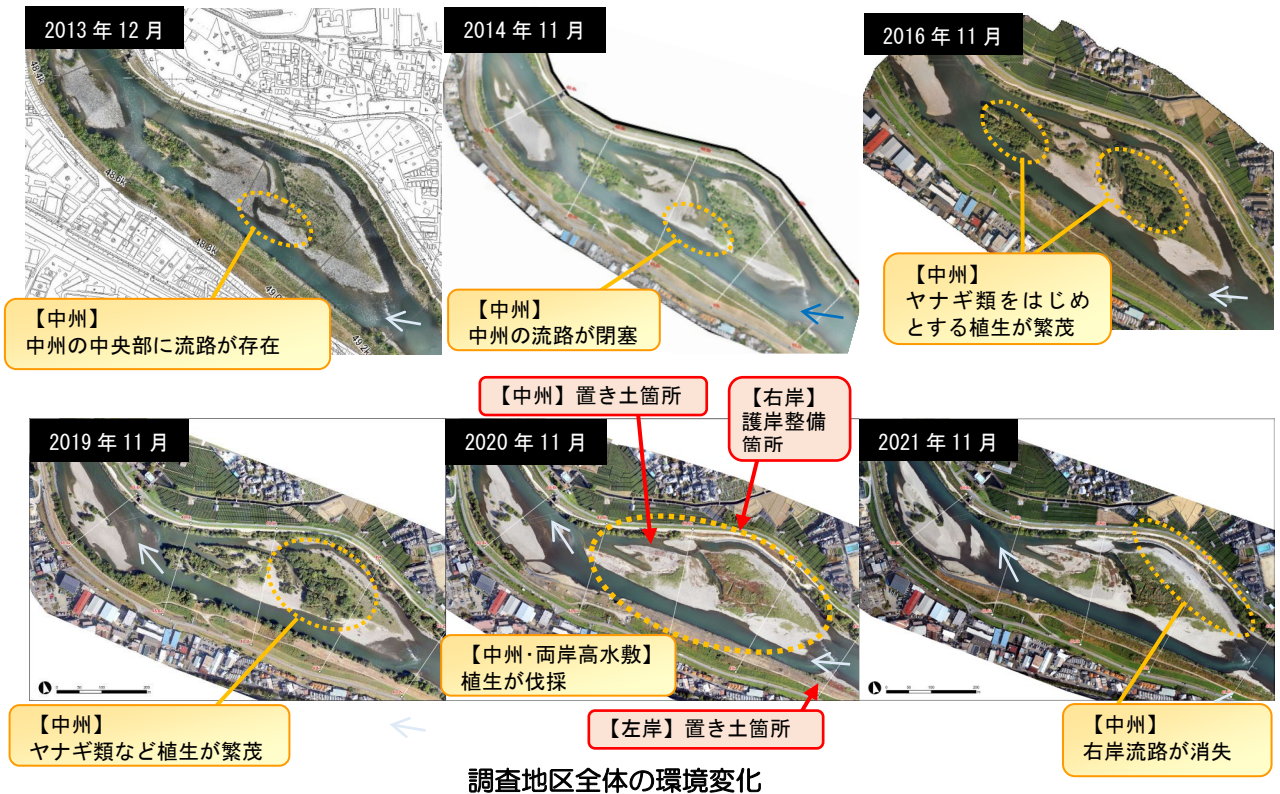 2013年12月
2014年11月
2016年11月
48.4k
48.6k
48.3k
49.2k
【中州】
中州の中央部に流路が存在
【中州】
中州の流路が閉塞
【中州】
ヤナギ類をはじめ
とする植生が繁茂
【中州】置き土箇所
【右岸】
護岸整備
箇所
2019年11月
2020年11月
2021年11月
【中州・両岸高水敷】
植生が伐採
【中州】
ヤナギ類など植生が繁茂
【左岸】置き土箇所
【中州】
右岸流路が消失
調査地区全体の環境変化